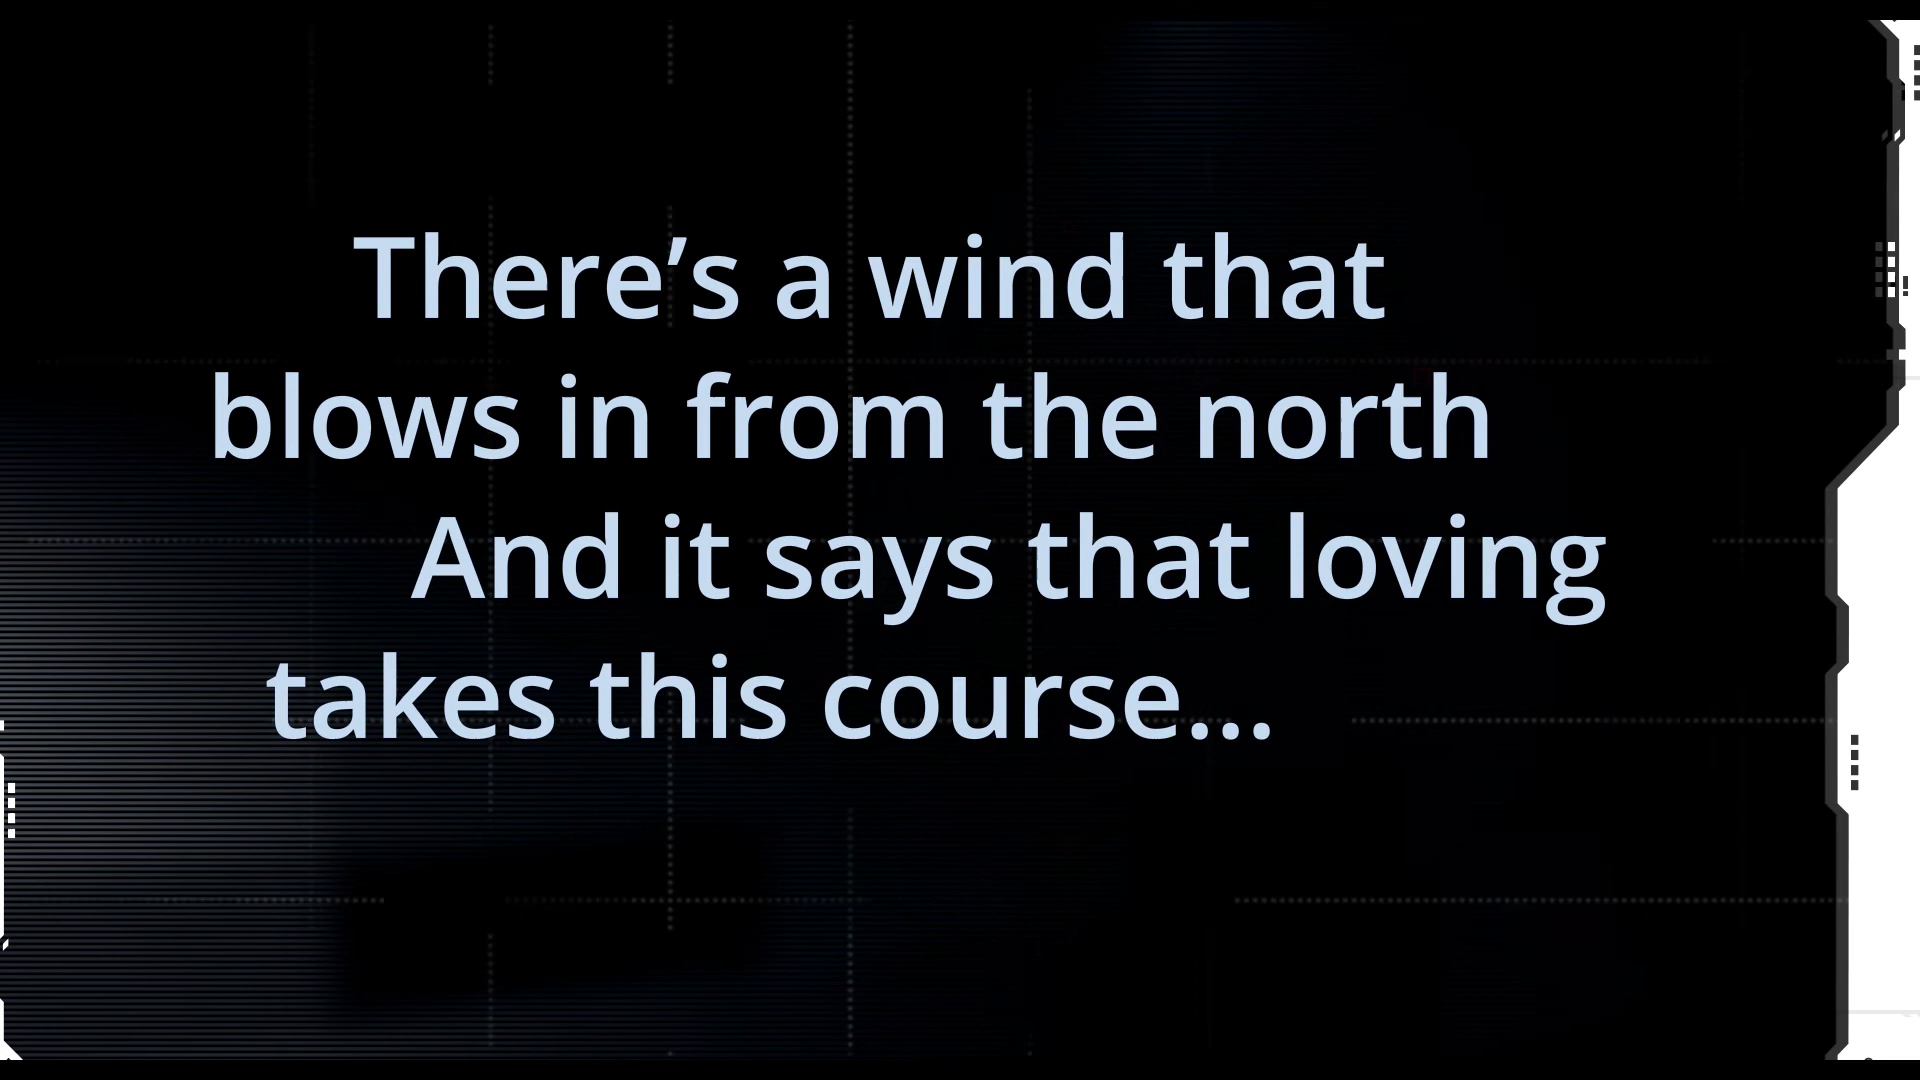 There’s a wind that
blows in from the north
And it says that loving
takes this course...